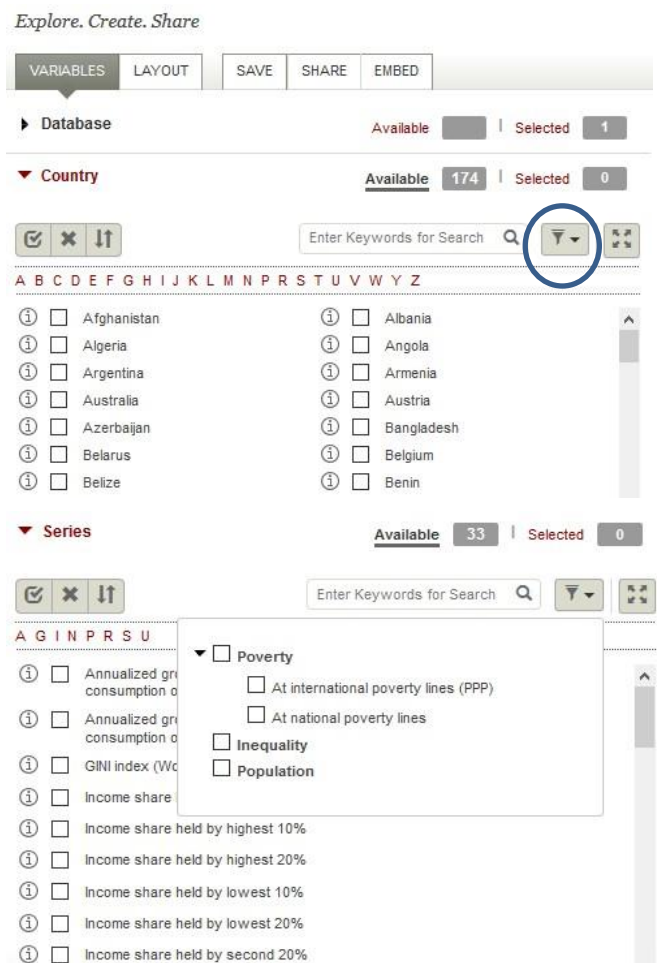 Explore. Create. Share
VARIABLES LAYOUT SAVE SHARE EMBED
Database Available | Selected 1
Country Available 174 | Selected 0
Enter Keywords for Search
A B C D E F G H I J K L M N P R S T U V W Y Z
Afghanistan Albania
Algeria Angola
Argentina Armenia
Australia Austria
Azerbaijan Bangladesh
Belarus Belgium
Belize Benin
Series Available 33 | Selected 0
Enter Keywords for Search
A G I N P R S U
Poverty
At international poverty lines (PPP)
At national poverty lines
Inequality
Population
Annualized gr
consumption o
Annualized gr
consumption o
GINI index (Wo
Income share
Income share held by highest 10%
Income share held by highest 20%
Income share held by lowest 10%
Income share held by lowest 20%
Income share held by second 20%